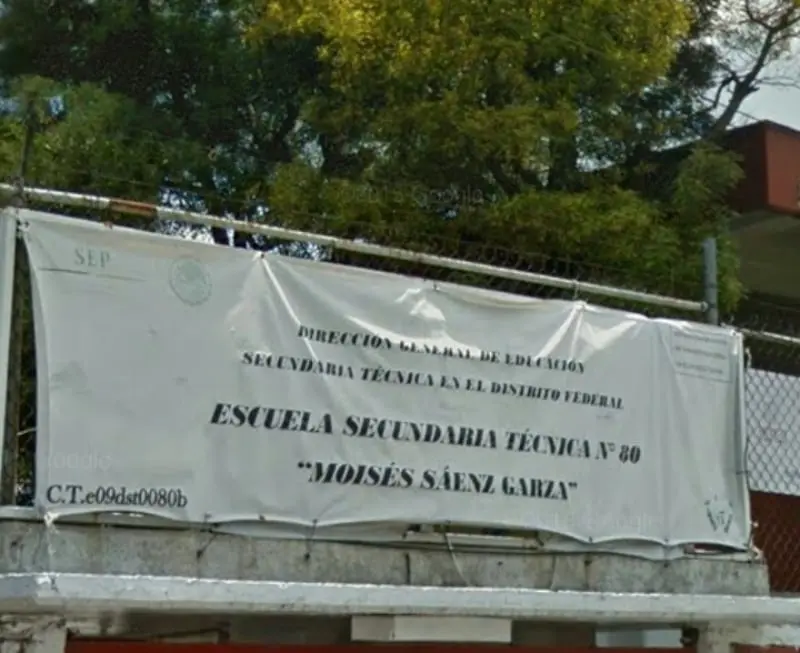 SEP
DIRECCIÓN GENERAL DE EDUCACIÓN
SECUNDARIA TÉCNICA EN EL DISTRITO FEDERAL
ESCUELA SECUNDARIA TÉCNICA Nº 80
"MOISÉS SÁENZ GARZA"
C.T.e09dst0080b